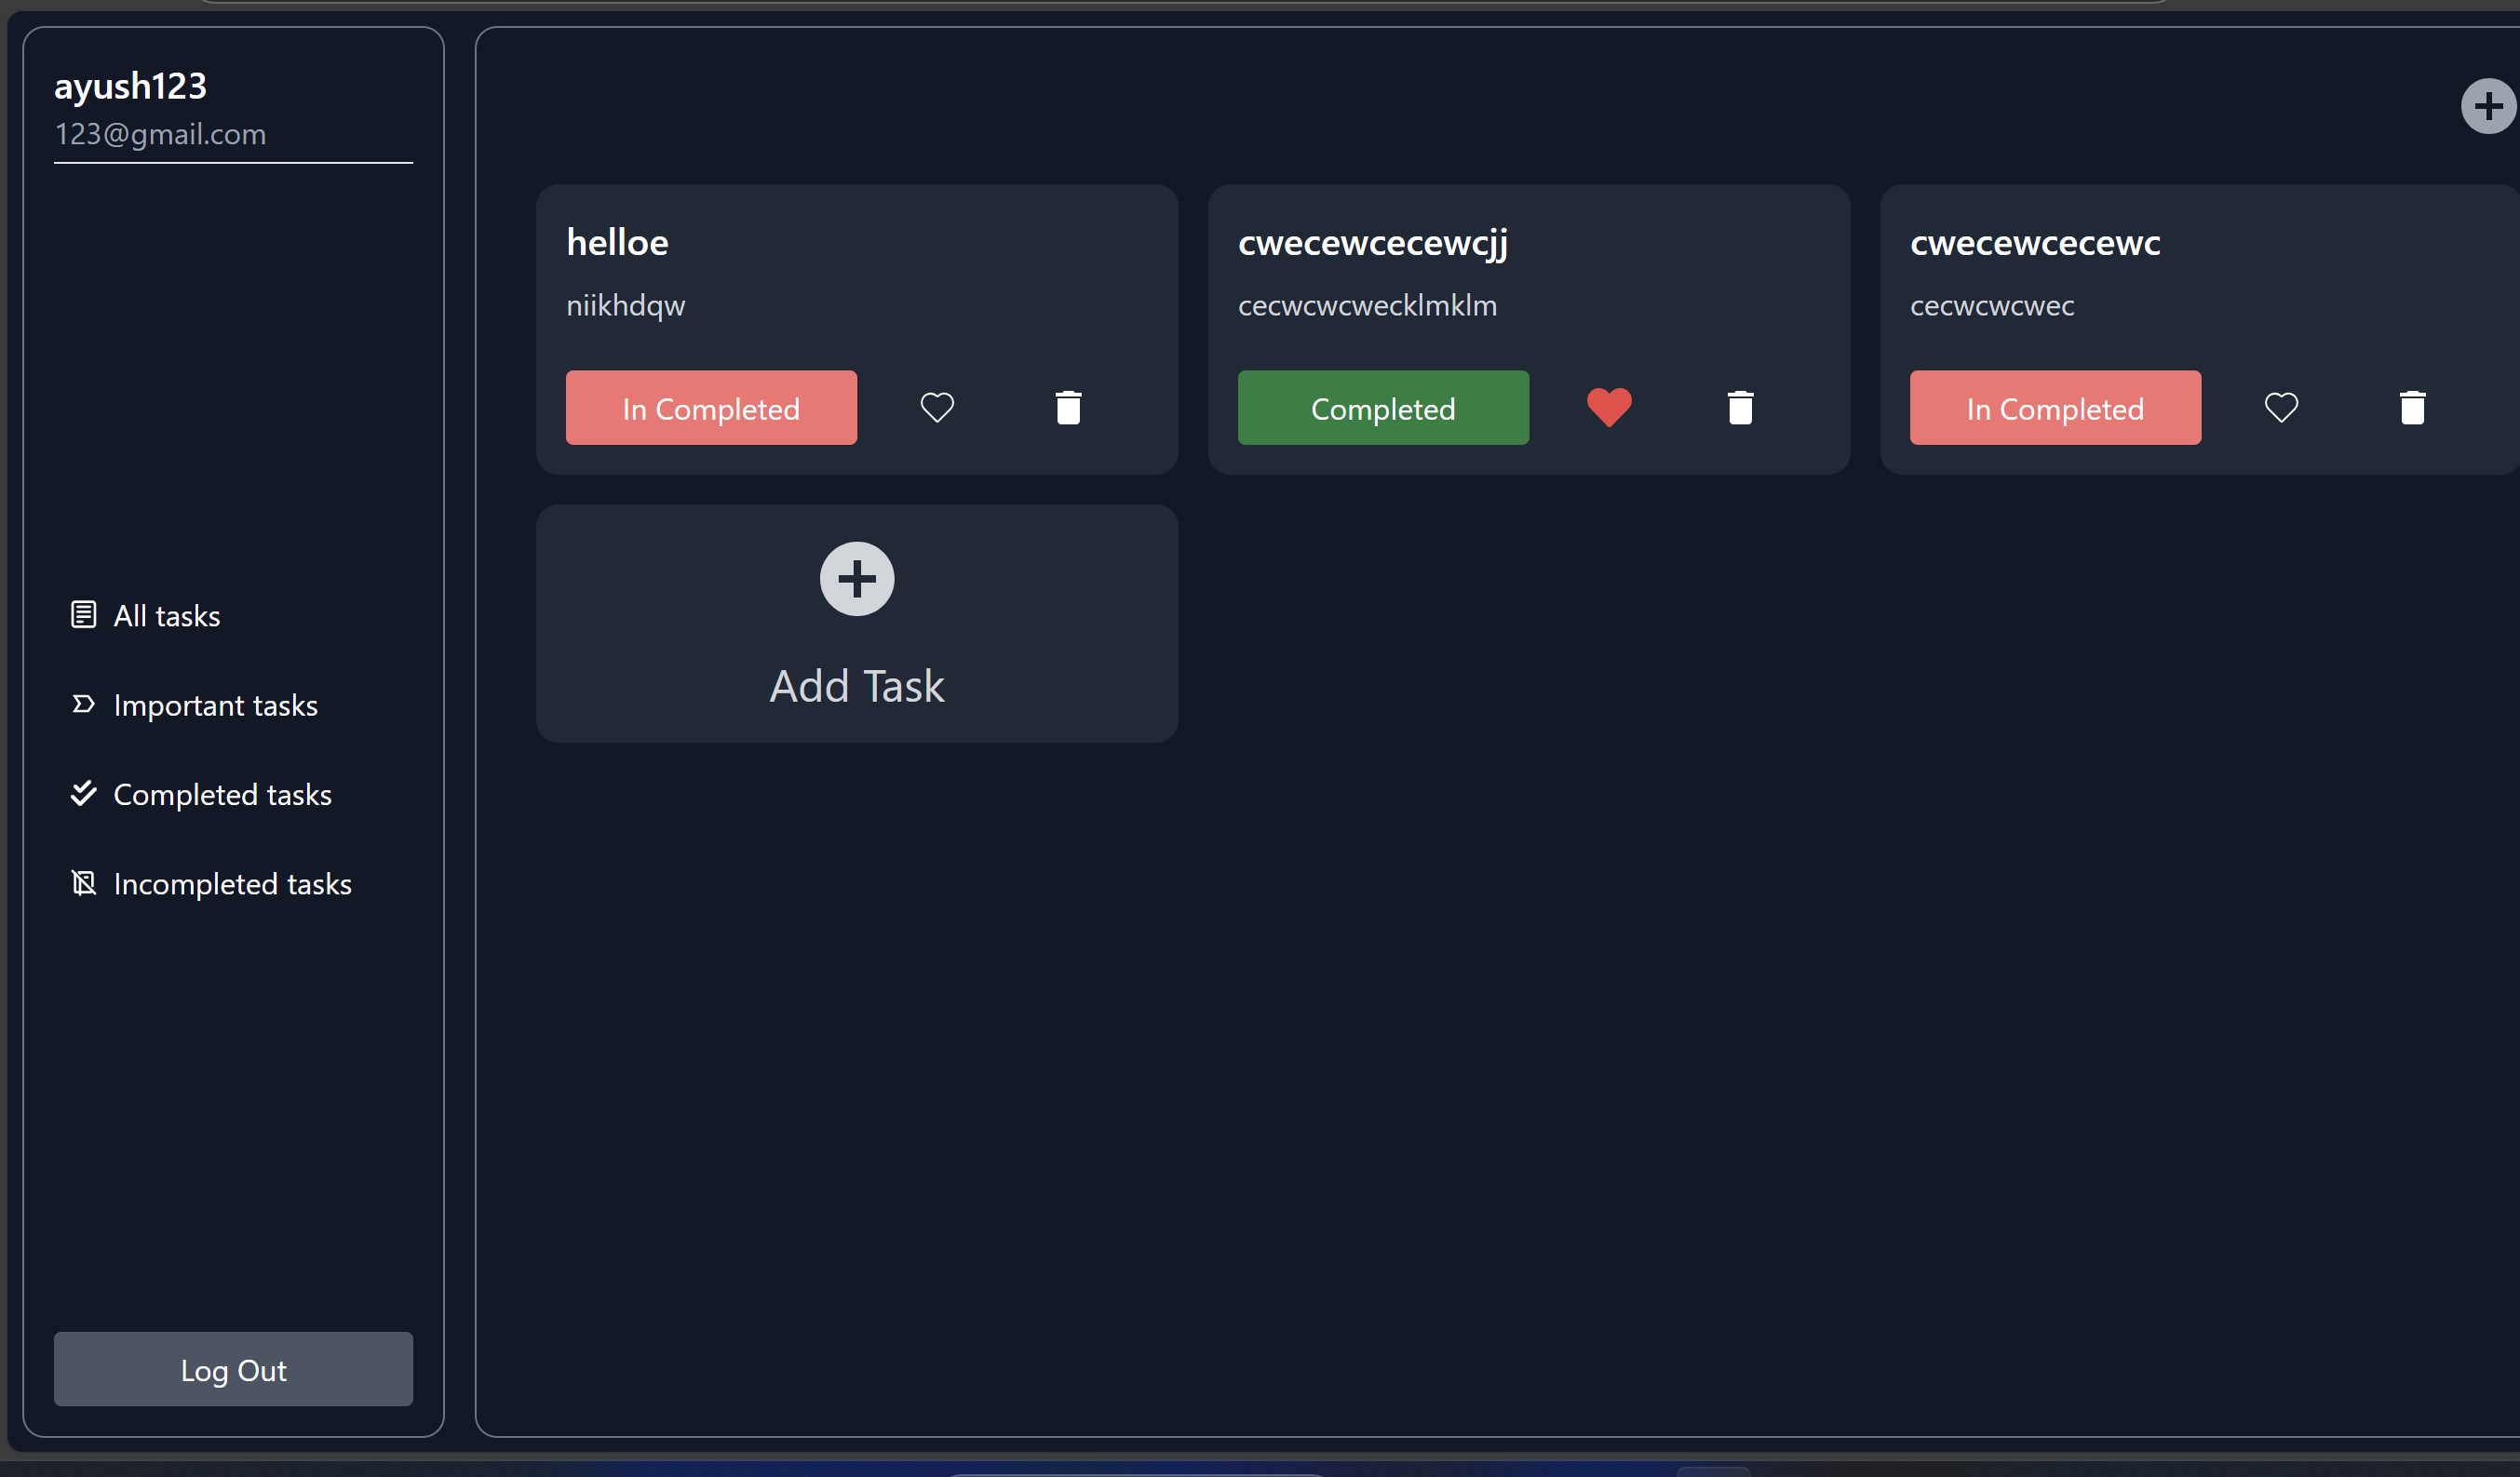 ayush123
123@gmail.com
All tasks
Important tasks
Completed tasks
Incompleted tasks
Log Out
helloe
niikhdqw
In Completed
cwecewcecewcjj
cecwcwcwecklmklm
Completed
cwecewcecewc
cecwcwcwec
In Completed
Add Task